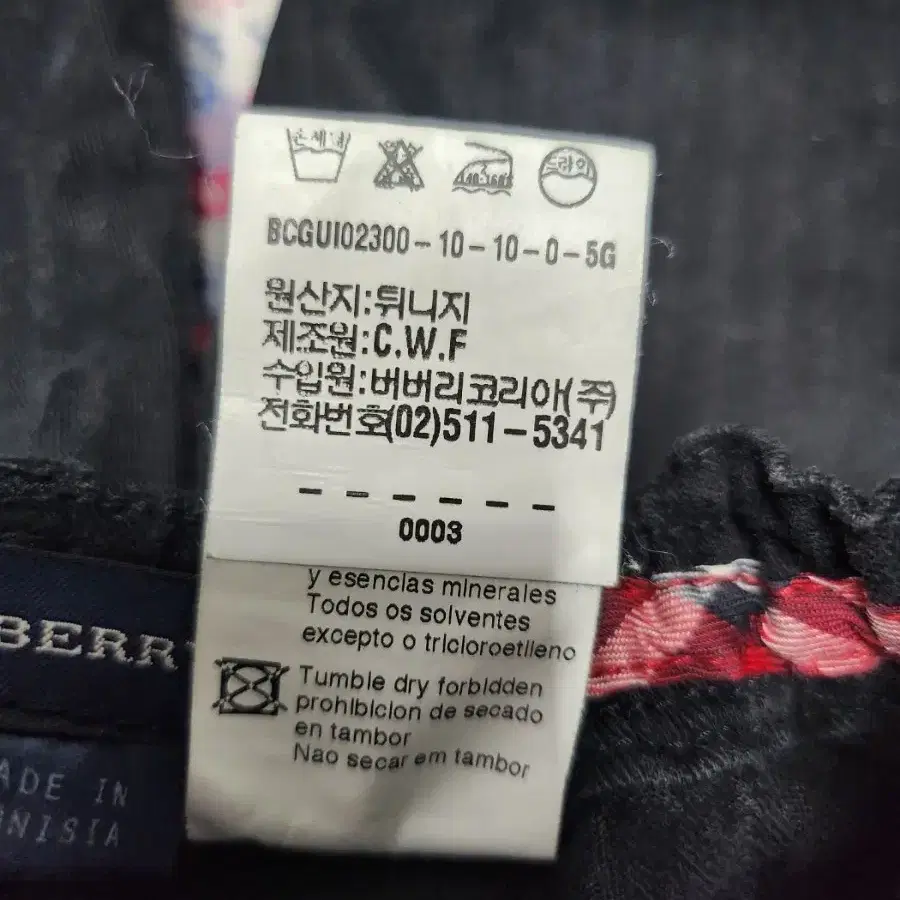 손세탁
40-160℃
드라이
BCGUI02300-10-10-0-5G
원산지:튀니지
제조원:C.W.F
수입원:버버리코리아(주)
전화번호(02)511-5341
------
0003
y esencias minerales
Todos os solventes
excepto o tricloroetileno
Tumble dry forbidden
prohibicion de secado
en tambor
Nao secar em tambor
BERR
ADE IN
NISIA